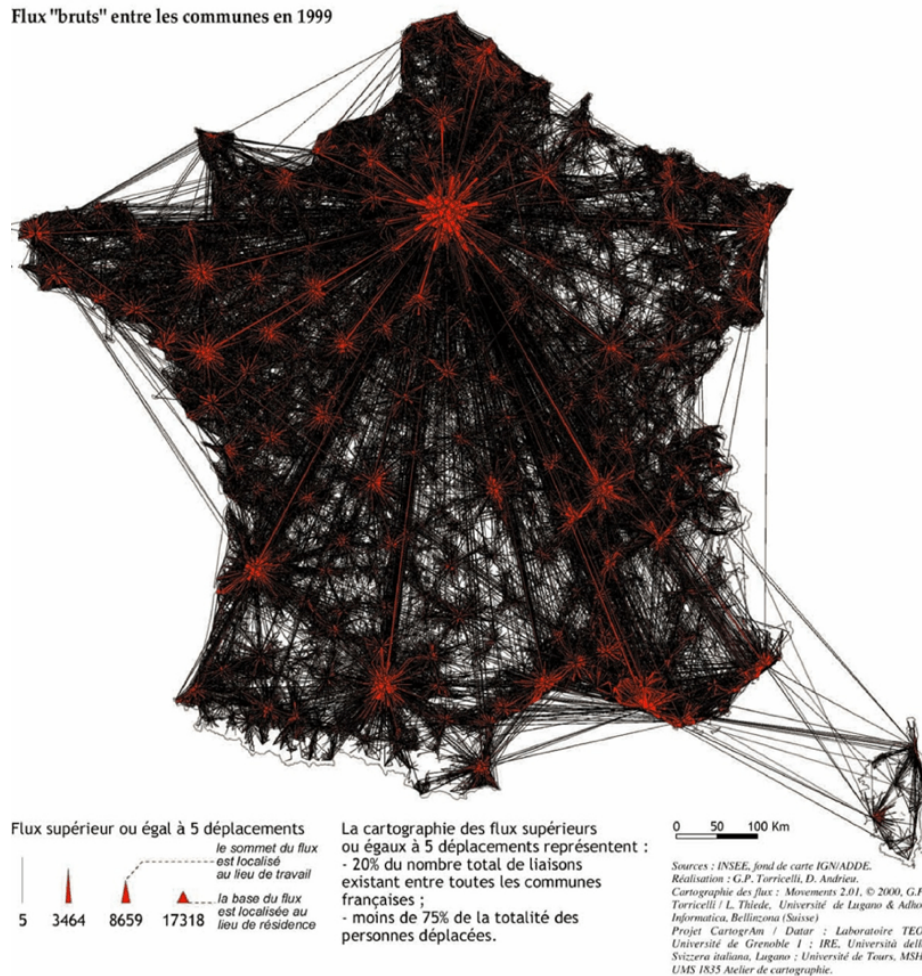 Flux "bruts" entre les communes en 1999
Flux supérieur ou égal à 5 déplacements
le sommet du flux
est localisé
au lieu de travail
la base du flux
est localisée au
lieu de résidence
5 3464 8659 17318
La cartographie des flux supérieurs
ou égaux à 5 déplacements représentent :
- 20% du nombre total de liaisons
existant entre toutes les communes
françaises ;
- moins de 75% de la totalité des
personnes déplacées.
0 50 100 Km
Sources : INSEE, fond de carte IGN/ADDE.
Réalisation : G.P. Torricelli, D. Andrieu.
Cartographie des flux : Movements 2.01, © 2000, G.P
Torricelli / L. Thiede, Université de Lugano & Adho
Informatica, Bellinzona (Suisse)
Projet CartogrAm / Datar : Laboratoire TEO
Université de Grenoble 1 ; IRE, Università dell
Svizzera italiana, Lugano ; Université de Tours, MSH
UMS 1835 Atelier de cartographie.